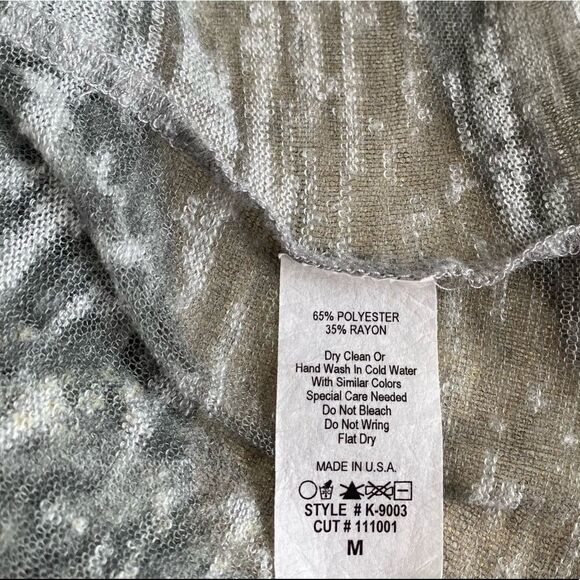 65% POLYESTER
35% RAYON
Dry Clean Or
Hand Wash In Cold Water
With Similar Colors
Special Care Needed
Do Not Bleach
Do Not Wring
Flat Dry
MADE IN U.S.A.
STYLE # K-9003
CUT # 111001
M